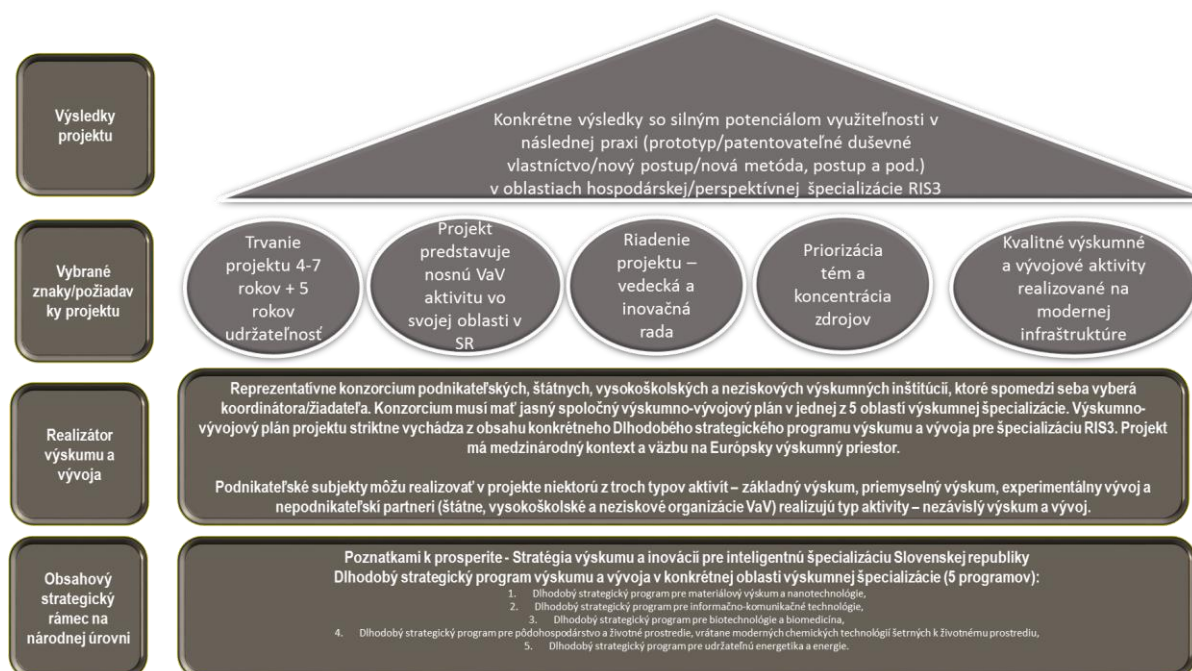 Výsledky
projektu
Konkrétne výsledky so silným potenciálom využiteľnosti v
následnej praxi (prototyp/patentovateľné duševné
vlastníctvo/nový postup/nová metóda, postup a pod.)
v oblastiach hospodárskej/perspektívnej špecializácie RIS3
Vybrané
znaky/požiadav
ky projektu
Trvanie
projektu 4-7
rokov + 5
rokov
udržateľnosť
Projekt
predstavuje
nosnú VaV
aktivitu vo
svojej oblasti v
SR
Riadenie
projektu –
vedecká a
inovačná
rada
Priorizácia
tém a
koncentrácia
zdrojov
Kvalitné výskumné
a vývojové aktivity
realizované na
modernej
infraštruktúre
Realizátor
výskumu a
vývoja
Reprezentatívne konzorcium podnikateľských, štátnych, vysokoškolských a neziskových výskumných inštitúcií, ktoré spomedzi seba vyberá
koordinátora/žiadateľa. Konzorcium musí mať jasný spoločný výskumno-vývojový plán v jednej z 5 oblastí výskumnej špecializácie. Výskumno-
vývojový plán projektu striktne vychádza z obsahu konkrétneho Dlhodobého strategického programu výskumu a vývoja pre špecializáciu RIS3. Projekt
má medzinárodný kontext a väzbu na Európsky výskumný priestor.
Podnikateľské subjekty môžu realizovať v projekte niektorú z troch typov aktivít – základný výskum, priemyselný výskum, experimentálny vývoj a
nepodnikateľskí partneri (štátne, vysokoškolské a neziskové organizácie VaV) realizujú typ aktivity – nezávislý výskum a vývoj.
Obsahový
strategický
rámec na
národnej úrovni
Poznatkami k prosperite - Stratégia výskumu a inovácií pre inteligentnú špecializáciu Slovenskej republiky
Dlhodobý strategický program výskumu a vývoja v konkrétnej oblasti výskumnej špecializácie (5 programov):
1. Dlhodobý strategický program pre materiálový výskum a nanotechnológie,
2. Dlhodobý strategický program pre informačno-komunikačné technológie,
3. Dlhodobý strategický program pre biotechnológie a biomedicína,
4. Dlhodobý strategický program pre pôdohospodárstvo a životné prostredie, vrátane moderných chemických technológií šetrných k životnému prostrediu,
5. Dlhodobý strategický program pre udržateľnú energetika a energie.